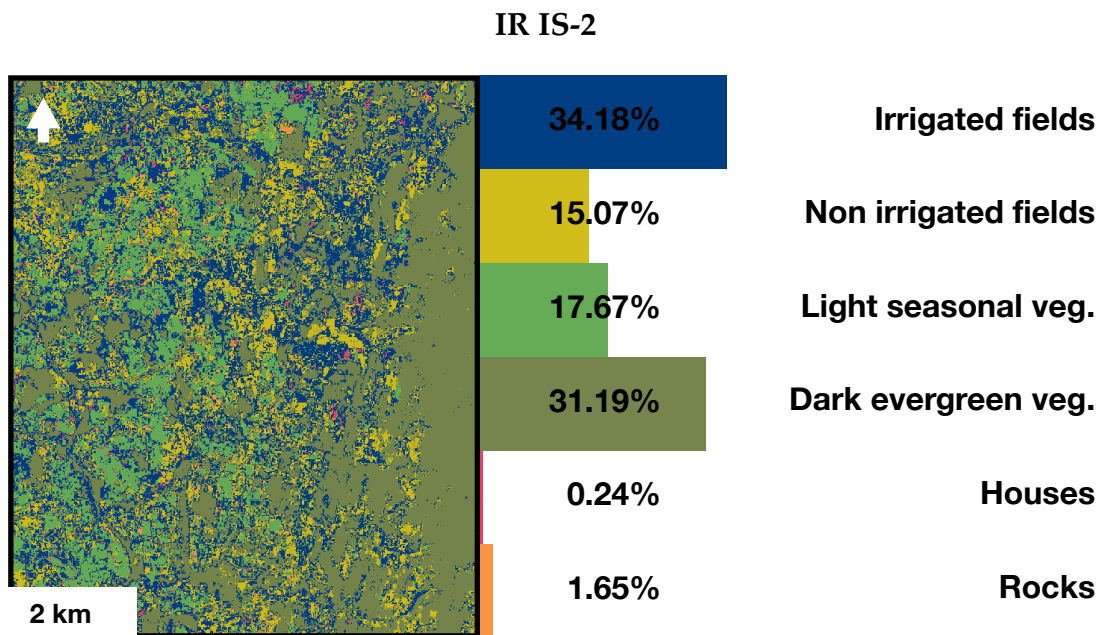 IR IS-2
34.18% Irrigated fields
15.07% Non irrigated fields
17.67% Light seasonal veg.
31.19% Dark evergreen veg.
0.24% Houses
1.65% Rocks
2 km